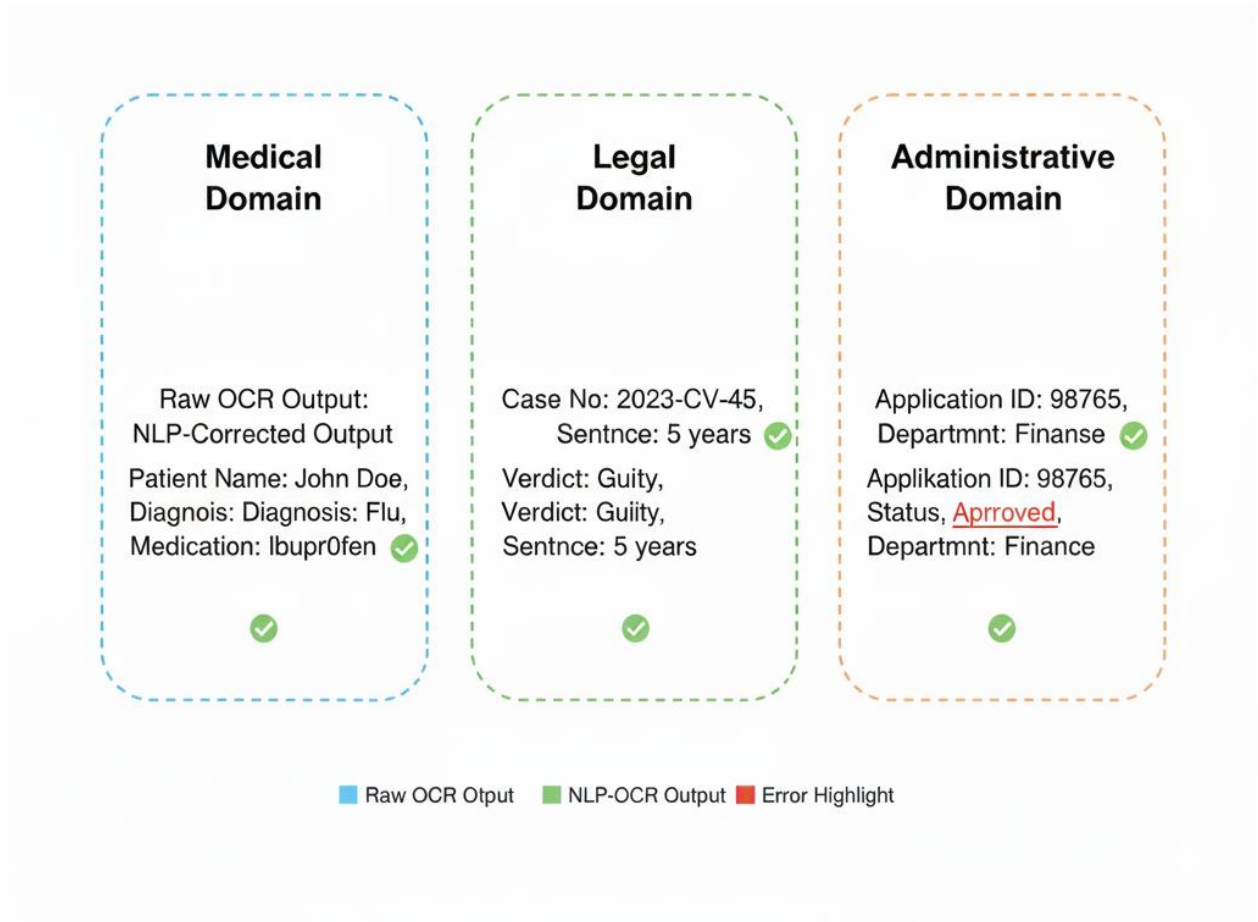 Medical
Domain
Raw OCR Output:
NLP-Corrected Output
Patient Name: John Doe,
Diagnois: Diagnosis: Flu,
Medication: Ibupr0fen
Legal
Domain
Case No: 2023-CV-45,
Sentnce: 5 years
Verdict: Guity,
Verdict: Guiity,
Sentnce: 5 years
Administrative
Domain
Application ID: 98765,
Departmnt: Finanse
Applikation ID: 98765,
Status, Aprroved,
Departmnt: Finance
Raw OCR Otput
NLP-OCR Output
Error Highlight